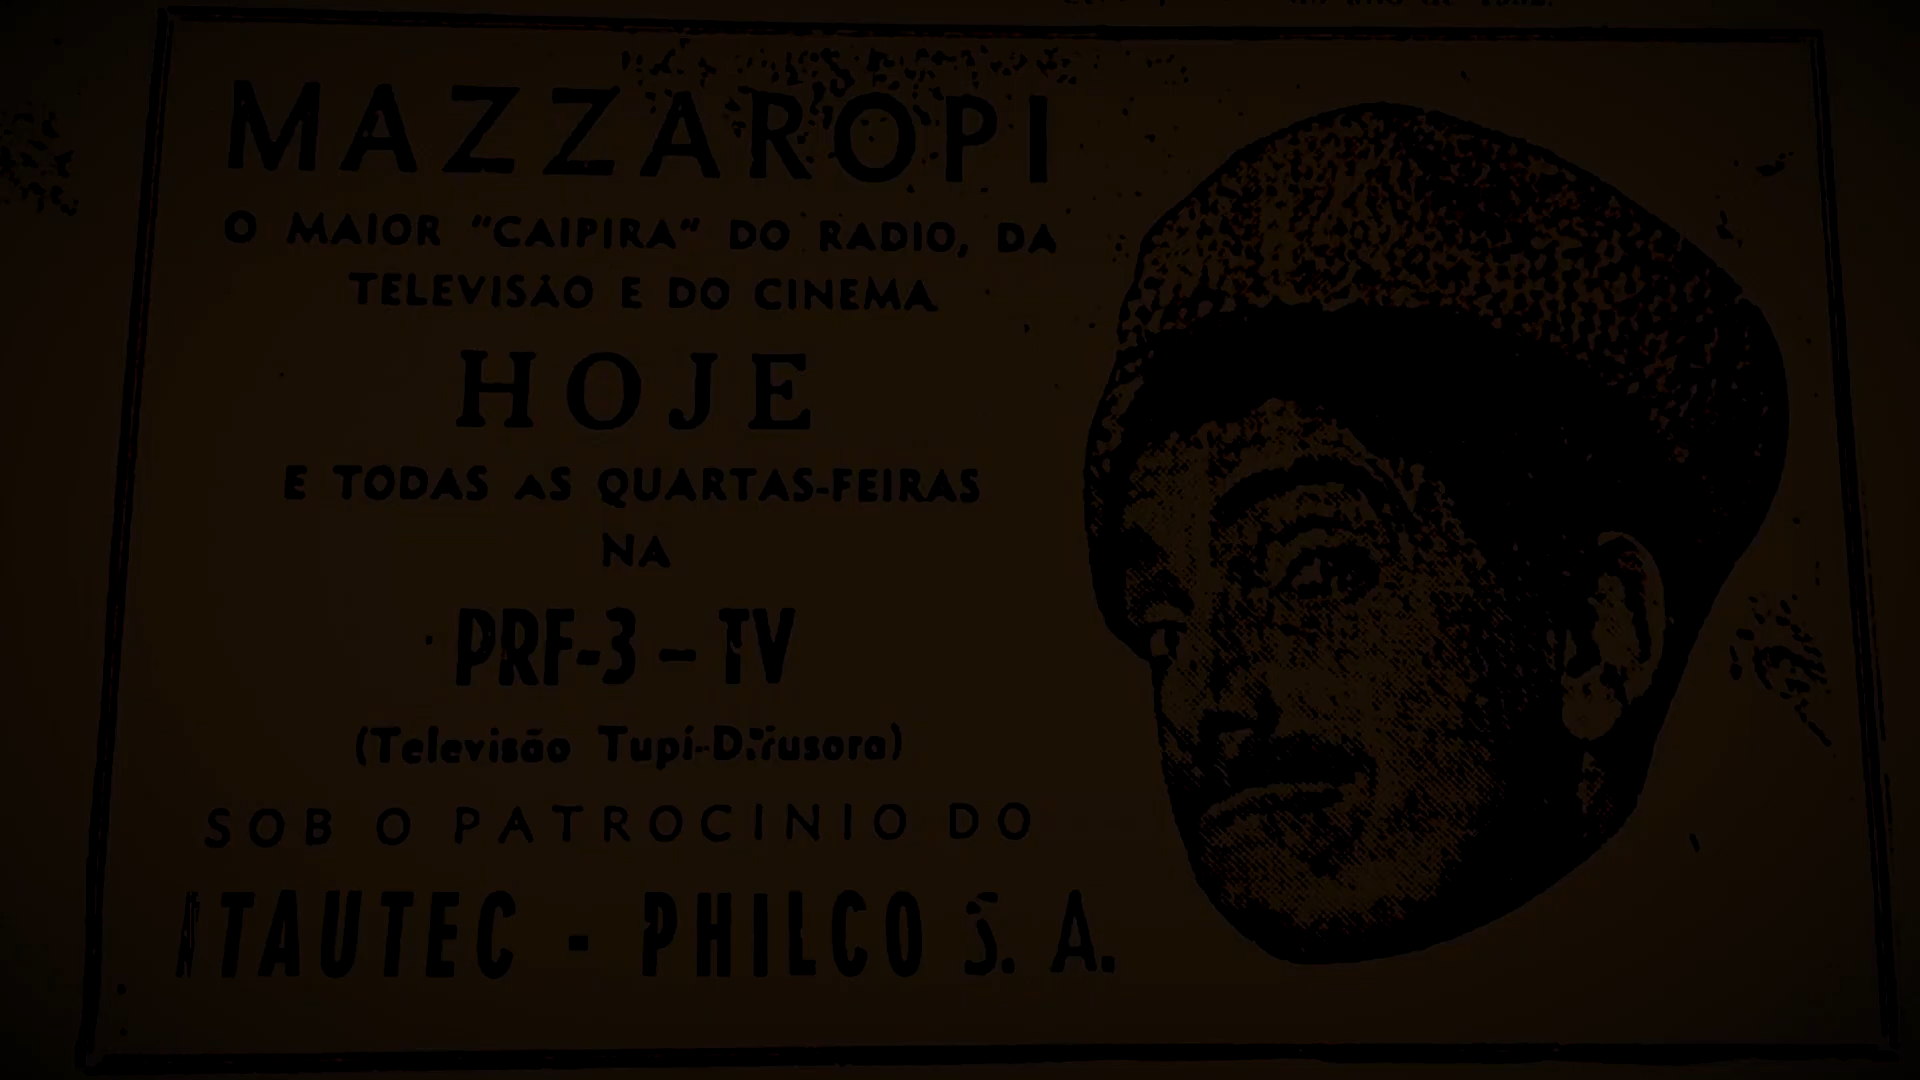 MAZZAROPI
O MAIOR "CAIPIRA" DO RADIO, DA
TELEVISÃO E DO CINEMA
HOJE
E TODAS AS QUARTAS-FEIRAS
NA
PRF-3 - TV
(Televisão Tupi-Difusora)
SOB O PATROCINIO DO
ITAUTEC - PHILCO S. A.